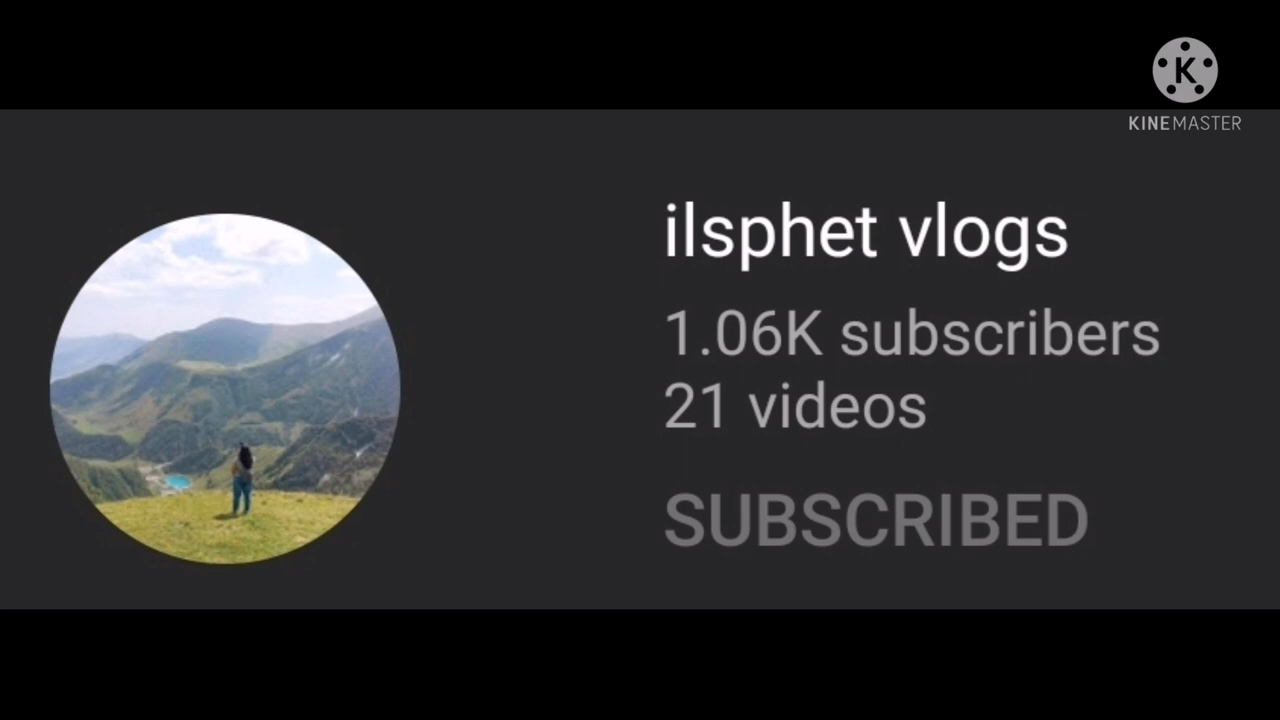 K
KINEMASTER
ilsphet vlogs
1.06K subscribers
21 videos
SUBSCRIBED